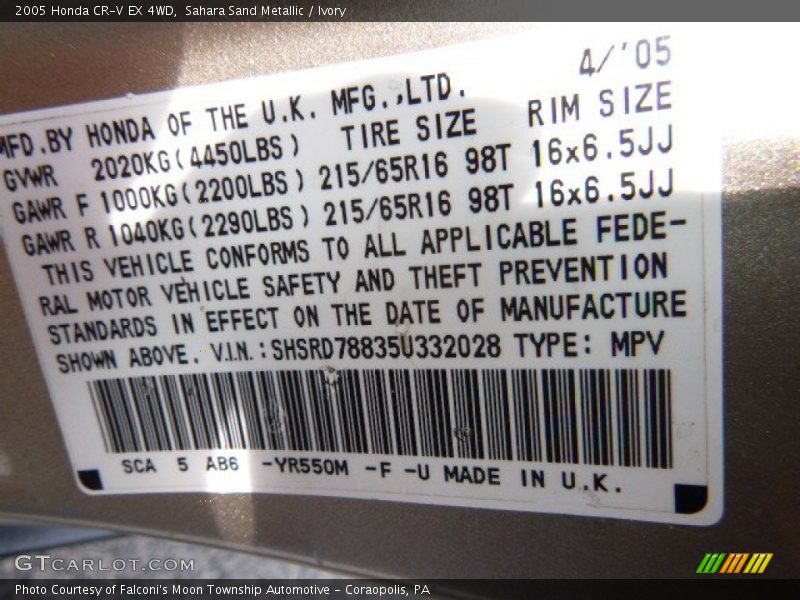 2005 Honda CR-V EX 4WD, Sahara Sand Metallic / Ivory
4/'05
MFD.BY HONDA OF THE U.K. MFG.,LTD.
GVWR 2020KG(4450LBS) TIRE SIZE RIM SIZE
GAWR F 1000KG(2200LBS) 215/65R16 98T 16x6.5JJ
GAWR R 1040KG(2290LBS) 215/65R16 98T 16x6.5JJ
THIS VEHICLE CONFORMS TO ALL APPLICABLE FEDE-
RAL MOTOR VEHICLE SAFETY AND THEFT PREVENTION
STANDARDS IN EFFECT ON THE DATE OF MANUFACTURE
SHOWN ABOVE. V.I.N.:SHSRD78835U332028 TYPE: MPV
SCA 5 AB6 -YR550M -F -U MADE IN U.K.
GTCARLOT.COM
Photo Courtesy of Falconi's Moon Township Automotive - Coraopolis, PA